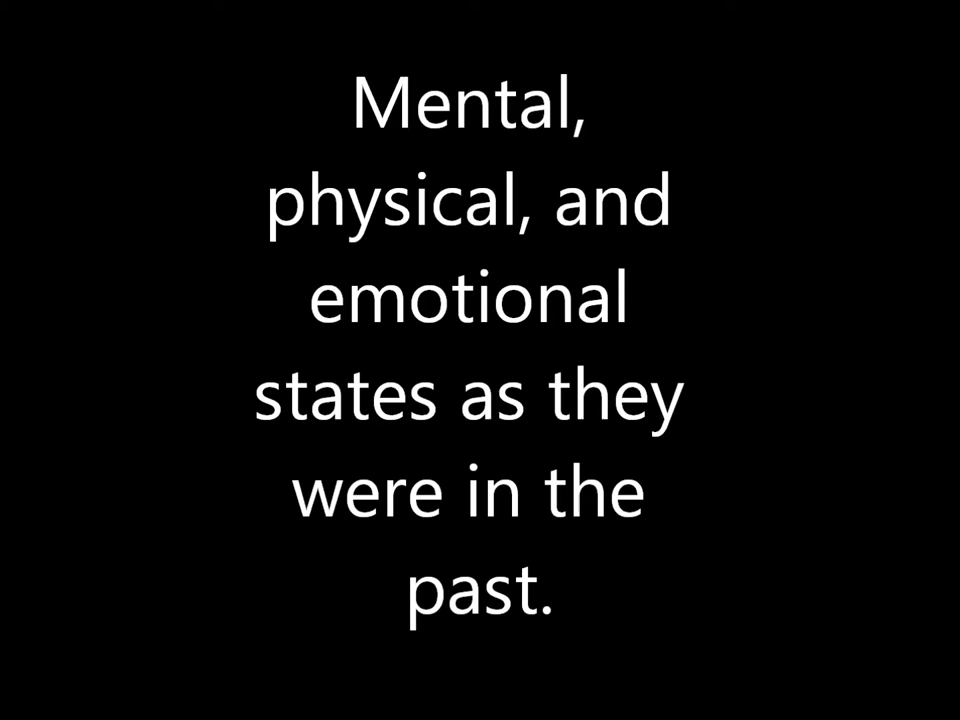 Mental,
physical, and
emotional
states as they
were in the
past.